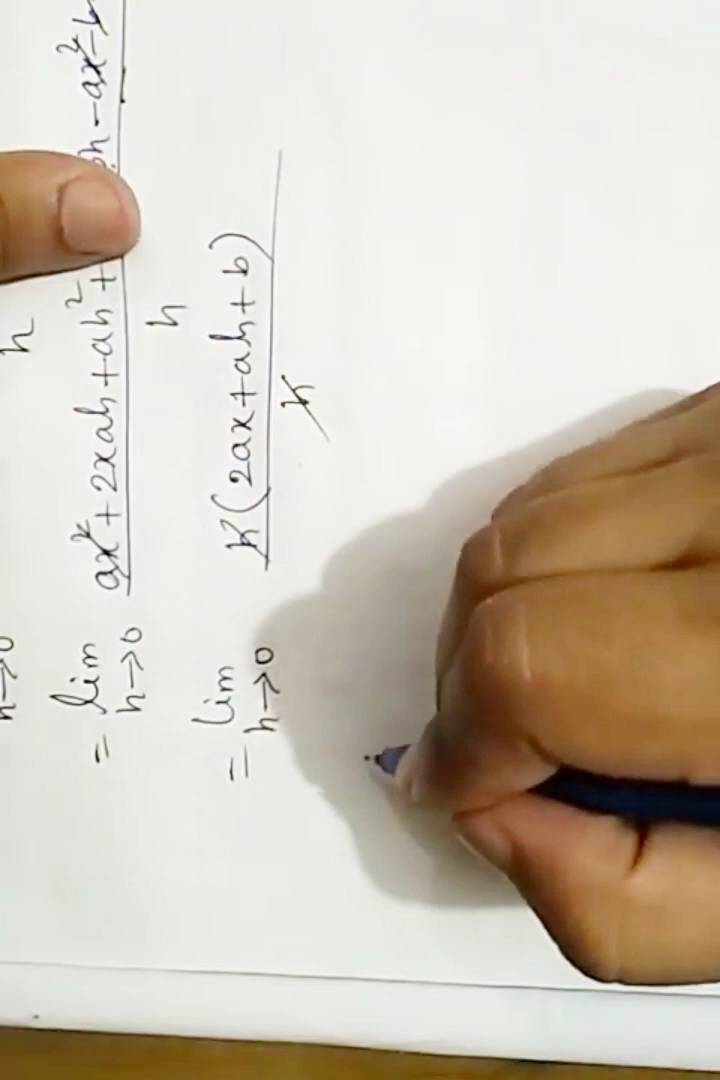 h
h→0
= lim h→0 ax² + 2xah + ah² + bh - ax² - b
h
= lim h→0 h(2ax + ah + b)
h